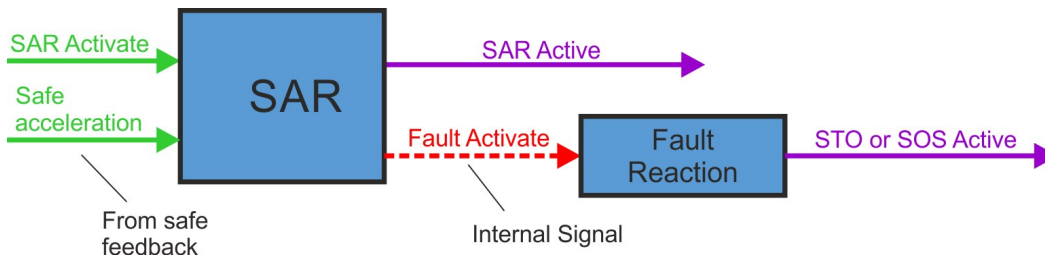 SAR Activate
Safe
acceleration
SAR
SAR Active
Fault Activate
Fault
Reaction
STO or SOS Active
From safe
feedback
Internal Signal